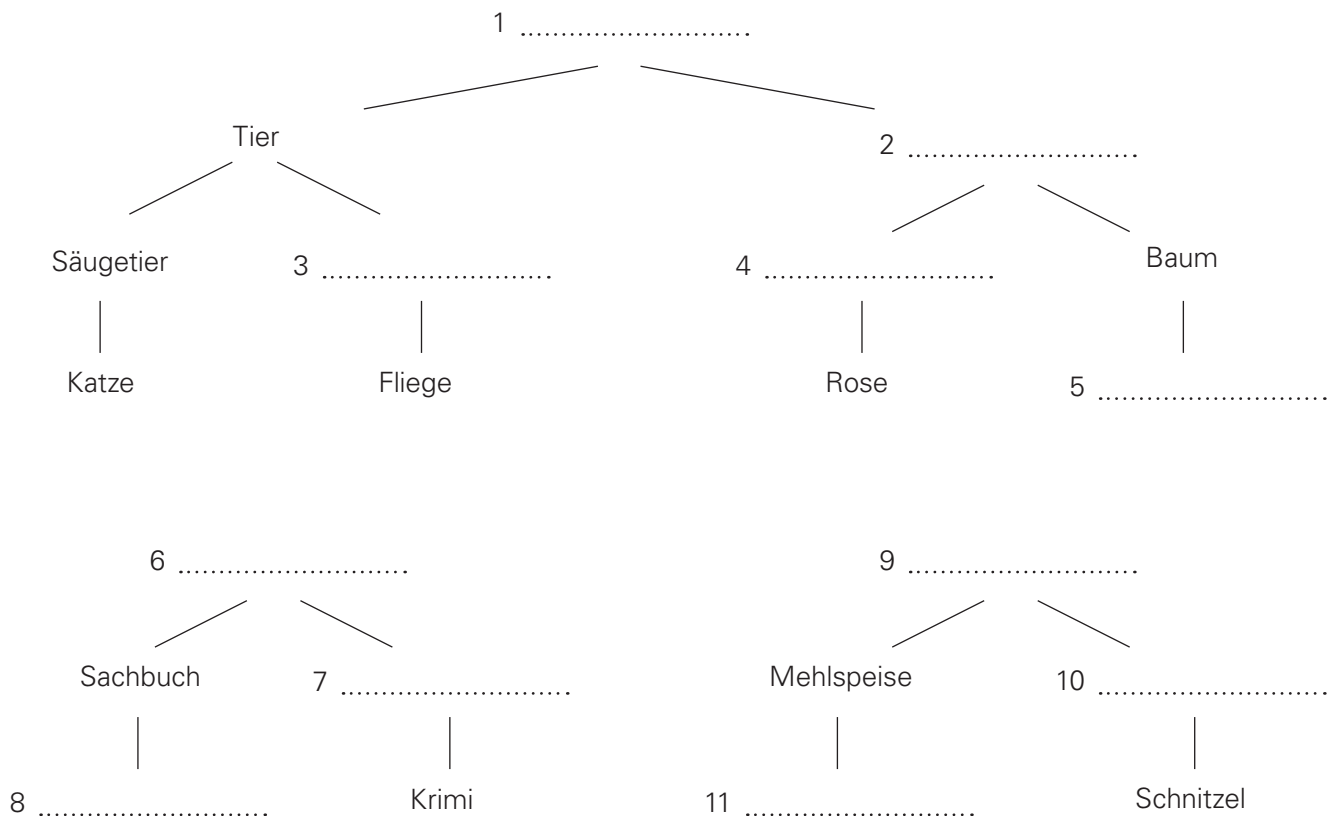 1 ............................
Tier
2 ............................
Säugetier 3 ............................ 4 ............................ Baum
Katze Fliege Rose 5 ............................
6 ............................ 9 ............................
Sachbuch 7 ............................ Mehlspeise 10 ............................
8 ............................ Krimi 11 ............................ Schnitzel